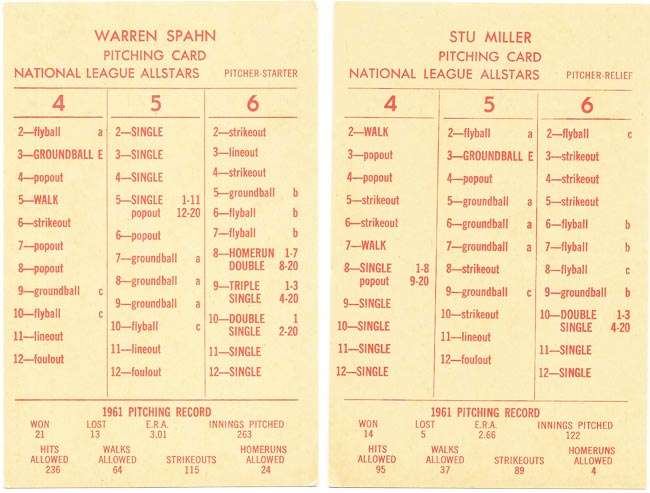 WARREN SPAHN
PITCHING CARD
NATIONAL LEAGUE ALLSTARS PITCHER-STARTER
4 5 6
2—flyball a
3—GROUNDBALL E
4—popout
5—WALK
6—strikeout
7—popout
8—popout
9—groundball c
10—flyball c
11—lineout
12—foulout
2—SINGLE
3—SINGLE
4—SINGLE
5—SINGLE 1-11
popout 12-20
6—popout
7—groundball a
8—groundball a
9—groundball a
10—flyball c
11—lineout
12—foulout
2—strikeout
3—lineout
4—strikeout
5—groundball b
6—flyball b
7—flyball b
8—HOMERUN 1-7
DOUBLE 8-20
9—TRIPLE 1-3
SINGLE 4-20
10—DOUBLE 1
SINGLE 2-20
11—SINGLE
12—SINGLE
1961 PITCHING RECORD
WON LOST E.R.A. INNINGS PITCHED
21 13 3.01 263
HITS WALKS HOMERUNS
ALLOWED ALLOWED STRIKEOUTS ALLOWED
236 64 115 24
STU MILLER
PITCHING CARD
NATIONAL LEAGUE ALLSTARS PITCHER-RELIEF
4 5 6
2—WALK
3—popout
4—popout
5—strikeout
6—strikeout
7—WALK
8—SINGLE 1-8
popout 9-20
9—SINGLE
10—SINGLE
11—SINGLE
12—SINGLE
2—flyball a
3—GROUNDBALL E
4—popout
5—groundball a
6—groundball a
7—groundball a
8—strikeout
9—groundball c
10—strikeout
11—popout
12—foulout
2—flyball c
3—strikeout
4—strikeout
5—strikeout
6—flyball b
7—flyball b
8—flyball c
9—groundball b
10—DOUBLE 1-3
SINGLE 4-20
11—SINGLE
12—SINGLE
1961 PITCHING RECORD
WON LOST E.R.A. INNINGS PITCHED
14 5 2.66 122
HITS WALKS HOMERUNS
ALLOWED ALLOWED STRIKEOUTS ALLOWED
95 37 89 4